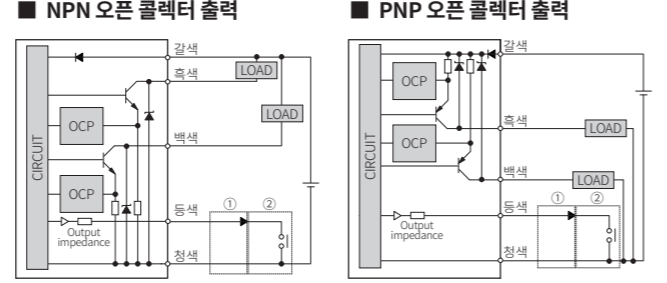 ■ NPN 오픈 콜렉터 출력
갈색
흑색
LOAD
OCP
LOAD
백색
CIRCUIT
OCP
등색
① ②
Output
impedance
청색
■ PNP 오픈 콜렉터 출력
갈색
OCP
흑색
LOAD
OCP
CIRCUIT
백색
LOAD
등색
① ②
Output
impedance
청색